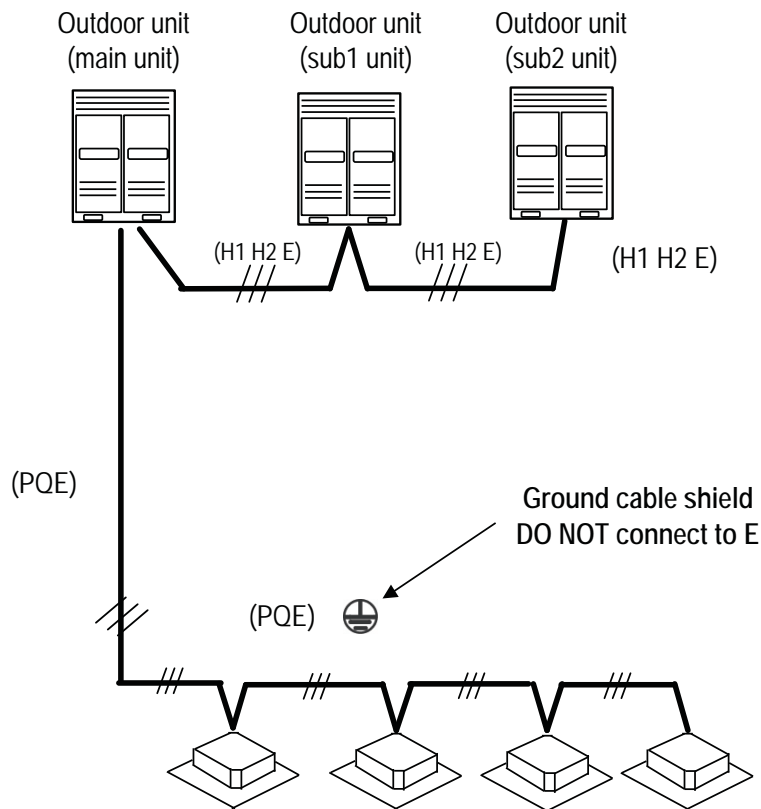 Outdoor unit
(main unit)
Outdoor unit
(sub1 unit)
Outdoor unit
(sub2 unit)
(H1 H2 E)
(H1 H2 E)
(H1 H2 E)
(PQE)
Ground cable shield
DO NOT connect to E
(PQE)